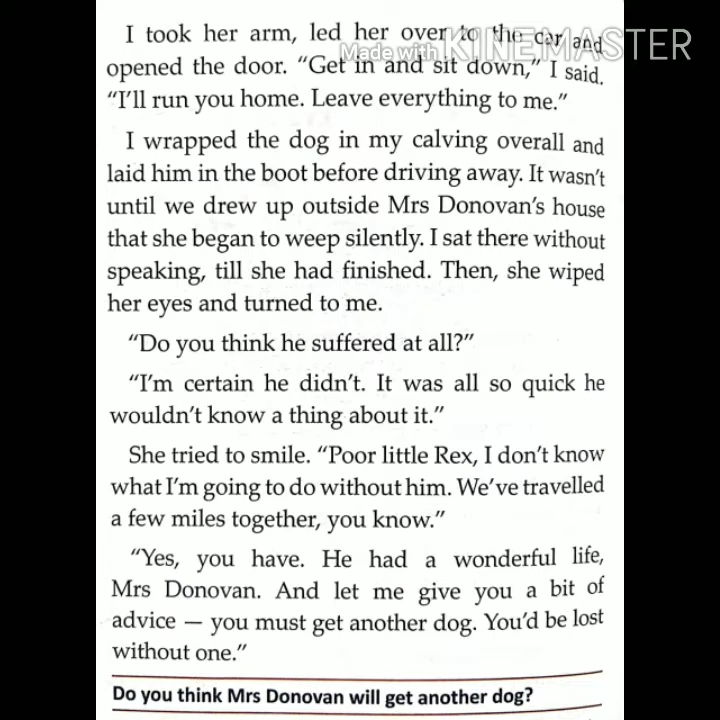 I took her arm, led her over to the car and
Made with KINEMASTER
opened the door. “Get in and sit down,” I said.
“I’ll run you home. Leave everything to me.”
I wrapped the dog in my calving overall and
laid him in the boot before driving away. It wasn’t
until we drew up outside Mrs Donovan’s house
that she began to weep silently. I sat there without
speaking, till she had finished. Then, she wiped
her eyes and turned to me.
“Do you think he suffered at all?”
“I’m certain he didn’t. It was all so quick he
wouldn’t know a thing about it.”
She tried to smile. “Poor little Rex, I don’t know
what I’m going to do without him. We’ve travelled
a few miles together, you know.”
“Yes, you have. He had a wonderful life,
Mrs Donovan. And let me give you a bit of
advice — you must get another dog. You’d be lost
without one.”
Do you think Mrs Donovan will get another dog?